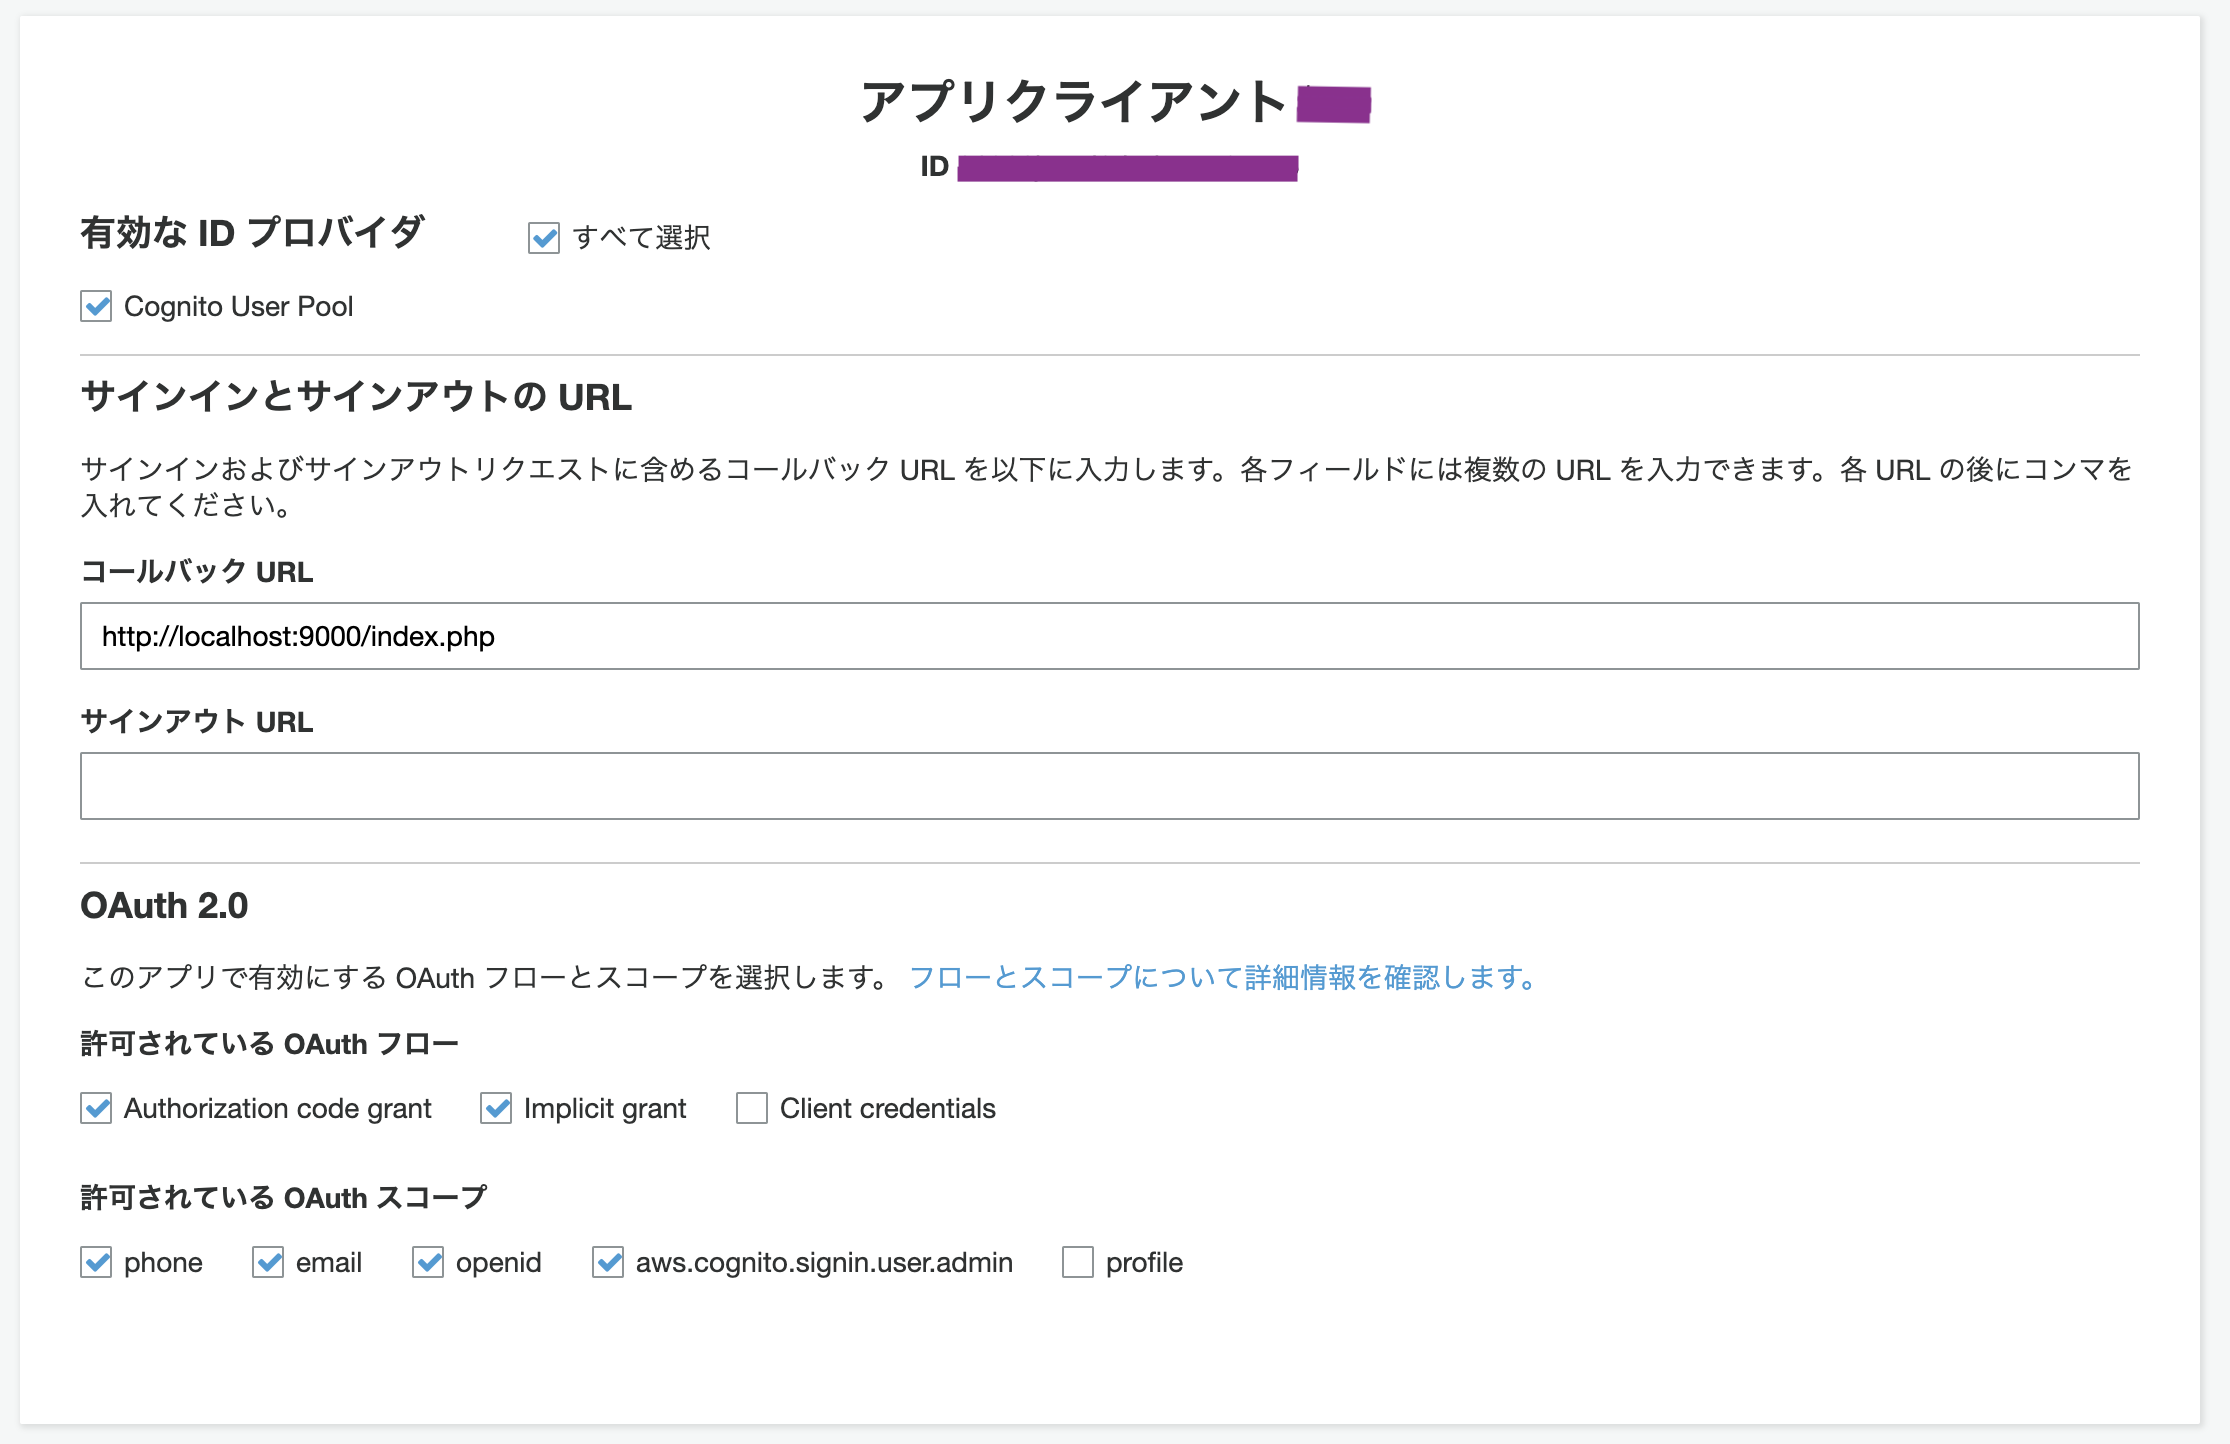 アプリクライアント
ID
有効な ID プロバイダ
すべて選択
Cognito User Pool
サインインとサインアウトの URL
サインインおよびサインアウトリクエストに含めるコールバック URL を以下に入力します。各フィールドには複数の URL を入力できます。各 URL の後にコンマを
入れてください。
コールバック URL
http://localhost:9000/index.php
サインアウト URL
OAuth 2.0
このアプリで有効にする OAuth フローとスコープを選択します。 フローとスコープについて詳細情報を確認します。
許可されている OAuth フロー
Authorization code grant Implicit grant Client credentials
許可されている OAuth スコープ
phone email openid aws.cognito.signin.user.admin profile